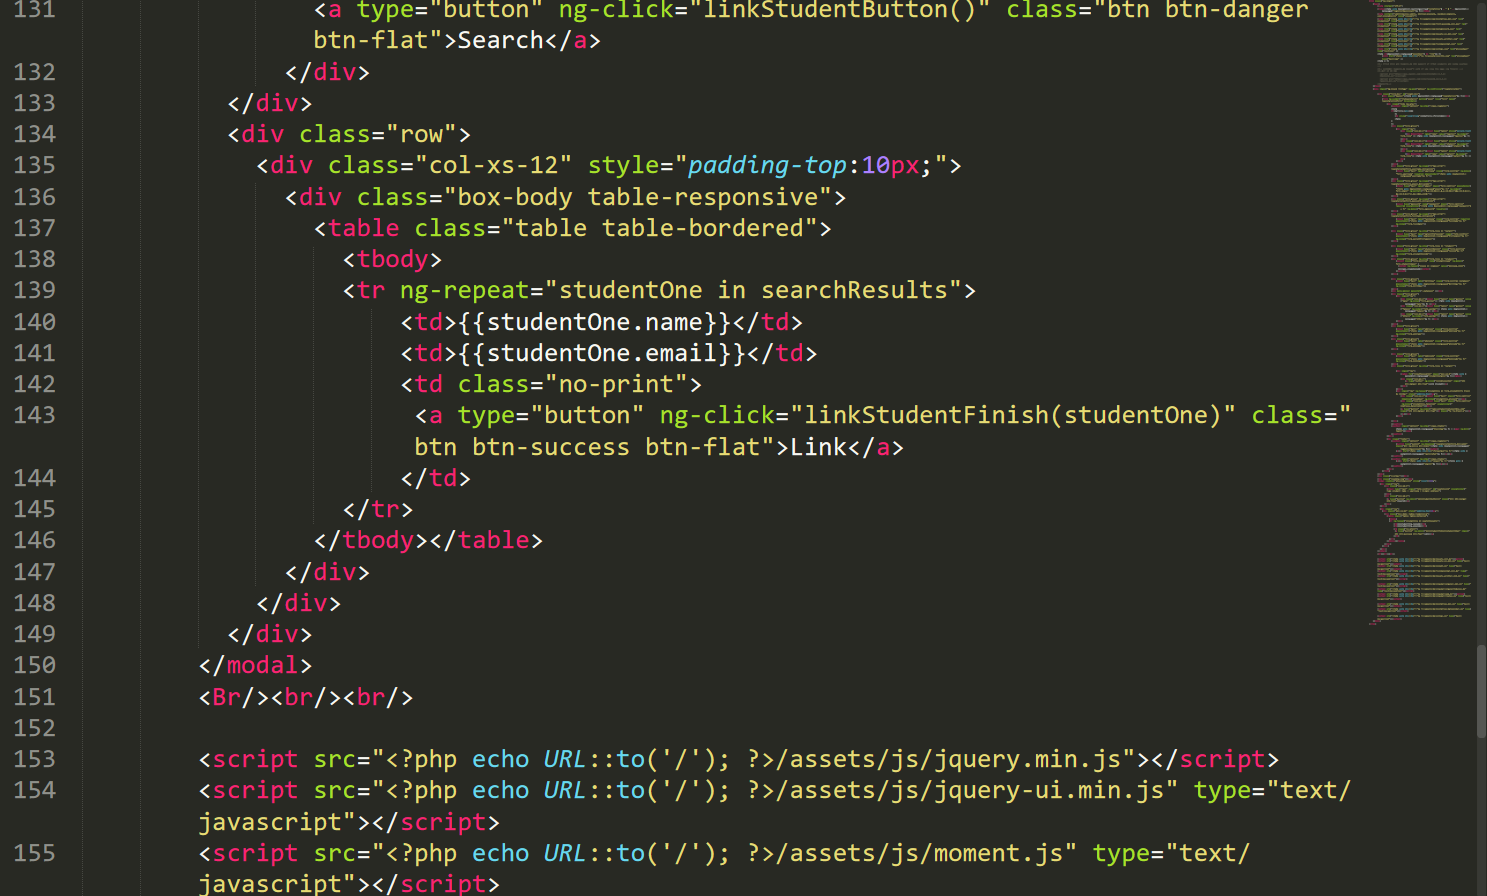 131 <a type="button" ng-click="linkStudentButton()" class="btn btn-danger
btn-flat">Search</a>
132 </div>
133 </div>
134 <div class="row">
135 <div class="col-xs-12" style="padding-top:10px;">
136 <div class="box-body table-responsive">
137 <table class="table table-bordered">
138 <tbody>
139 <tr ng-repeat="studentOne in searchResults">
140 <td>{{studentOne.name}}</td>
141 <td>{{studentOne.email}}</td>
142 <td class="no-print">
143 <a type="button" ng-click="linkStudentFinish(studentOne)" class="
btn btn-success btn-flat">Link</a>
144 </td>
145 </tr>
146 </tbody></table>
147 </div>
148 </div>
149 </div>
150 </modal>
151 <Br/><br/><br/>
152
153 <script src="<?php echo URL::to('/'); ?>/assets/js/jquery.min.js"></script>
154 <script src="<?php echo URL::to('/'); ?>/assets/js/jquery-ui.min.js" type="text/
javascript"></script>
155 <script src="<?php echo URL::to('/'); ?>/assets/js/moment.js" type="text/
javascript"></script>